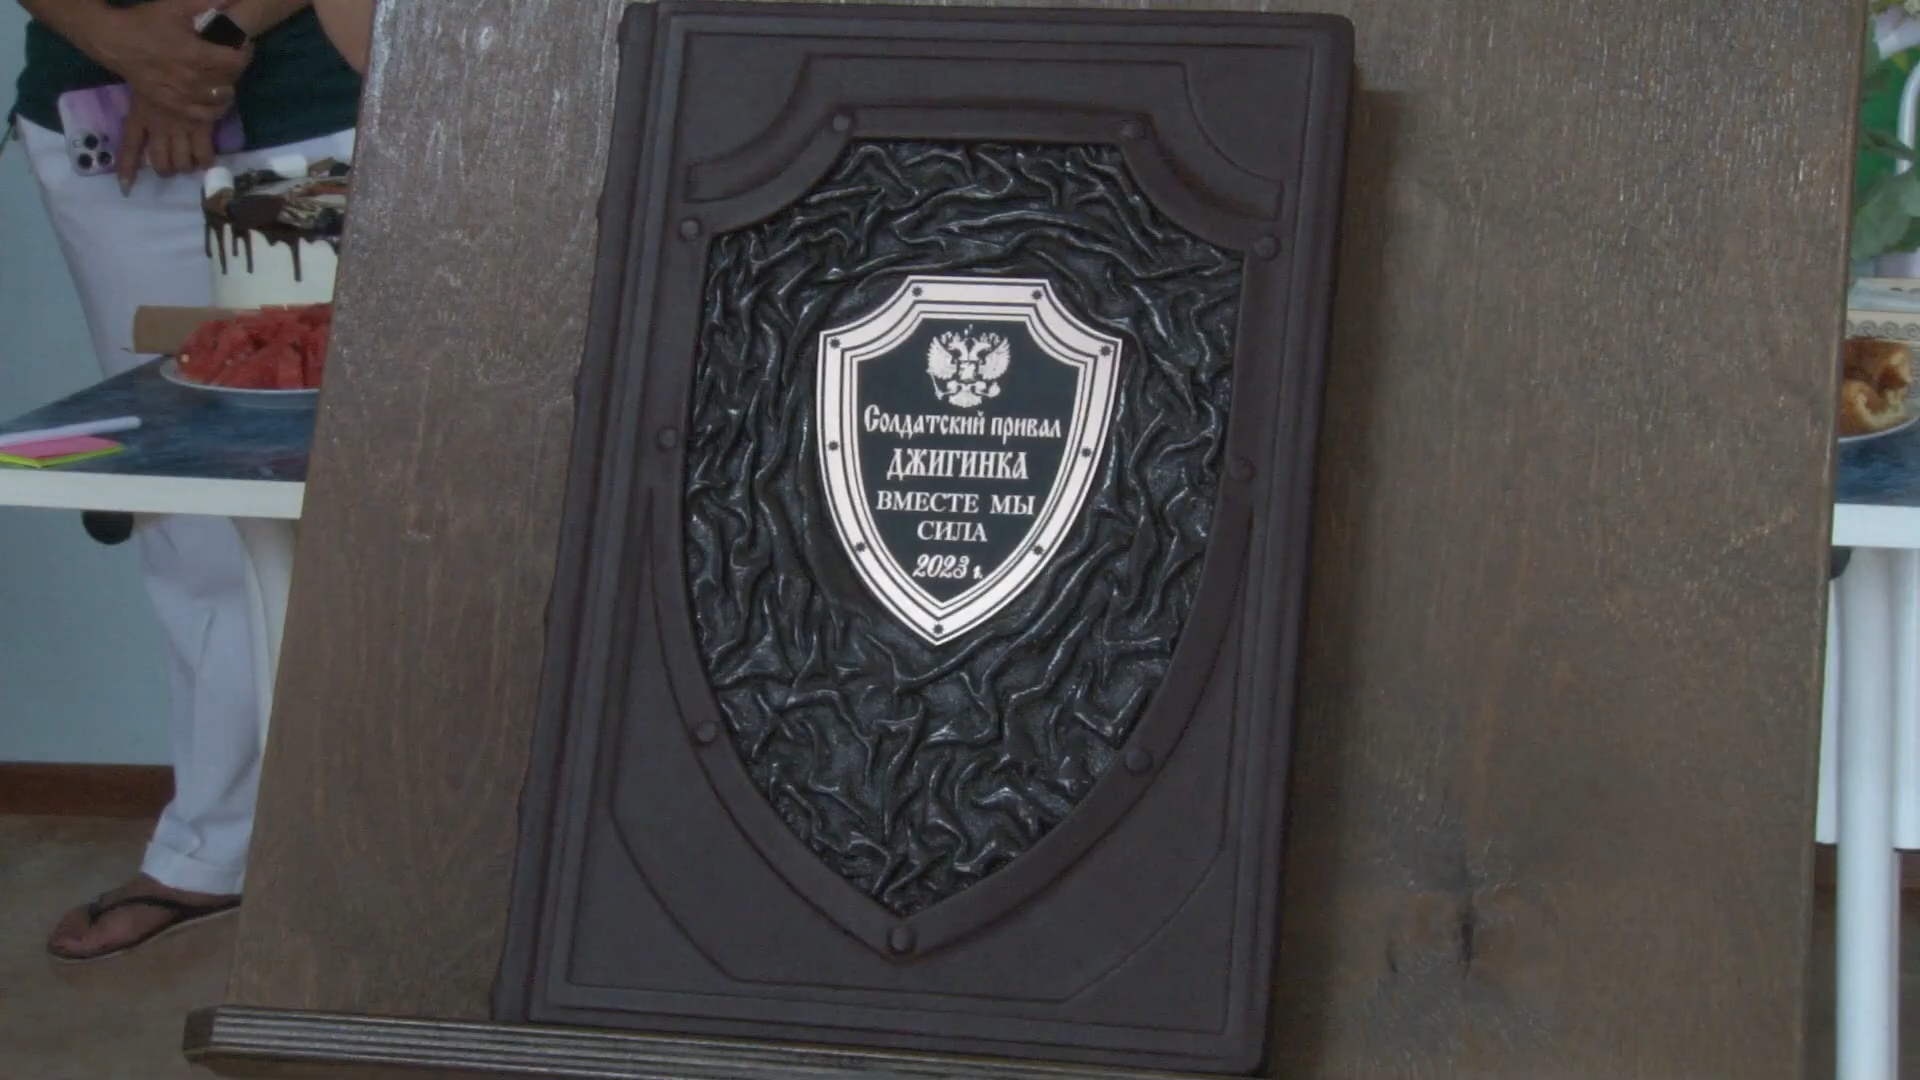 Солдатский привал
ДЖИГИНКА
ВМЕСТЕ МЫ
СИЛА
2023 г.